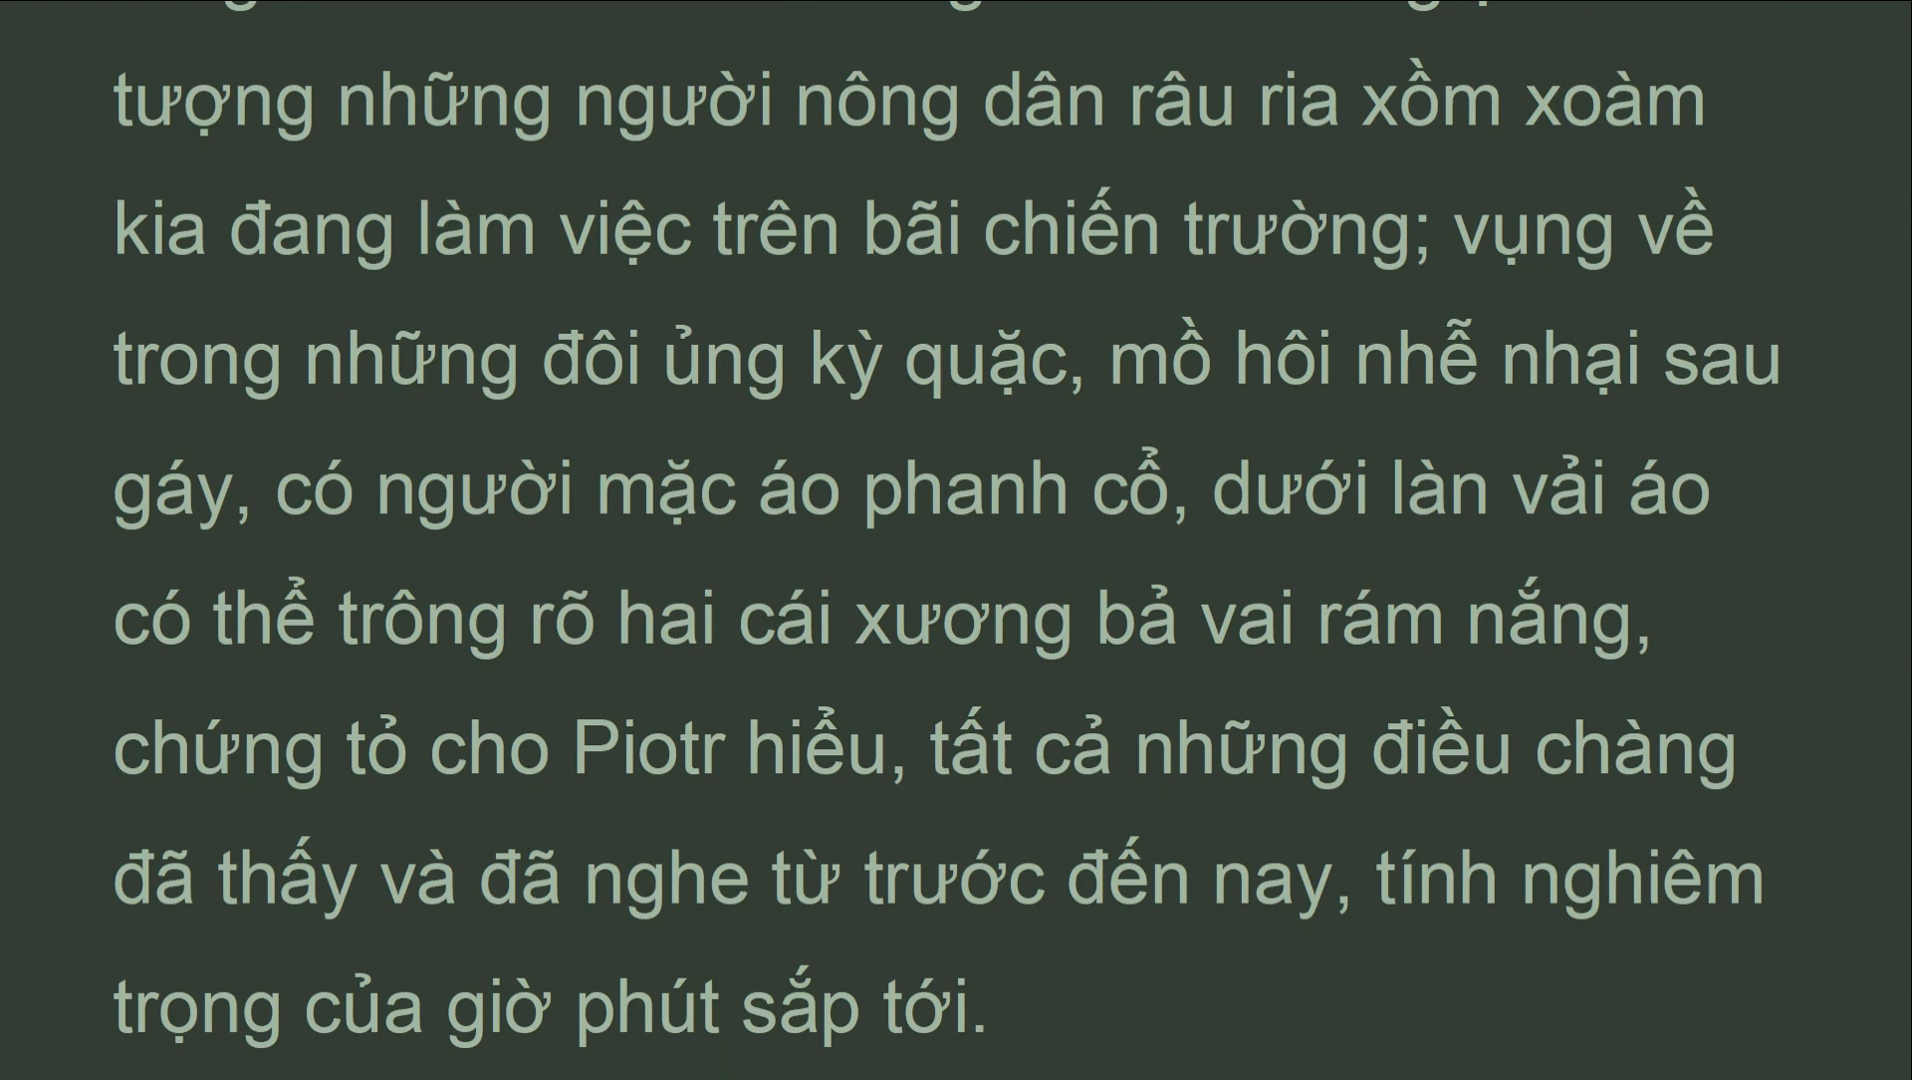 tượng những người nông dân râu ria xồm xoàm
kia đang làm việc trên bãi chiến trường; vụng về
trong những đôi ủng kỳ quặc, mồ hôi nhễ nhại sau
gáy, có người mặc áo phanh cổ, dưới làn vải áo
có thể trông rõ hai cái xương bả vai rám nắng,
chứng tỏ cho Piotr hiểu, tất cả những điều chàng
đã thấy và đã nghe từ trước đến nay, tính nghiêm
trọng của giờ phút sắp tới.